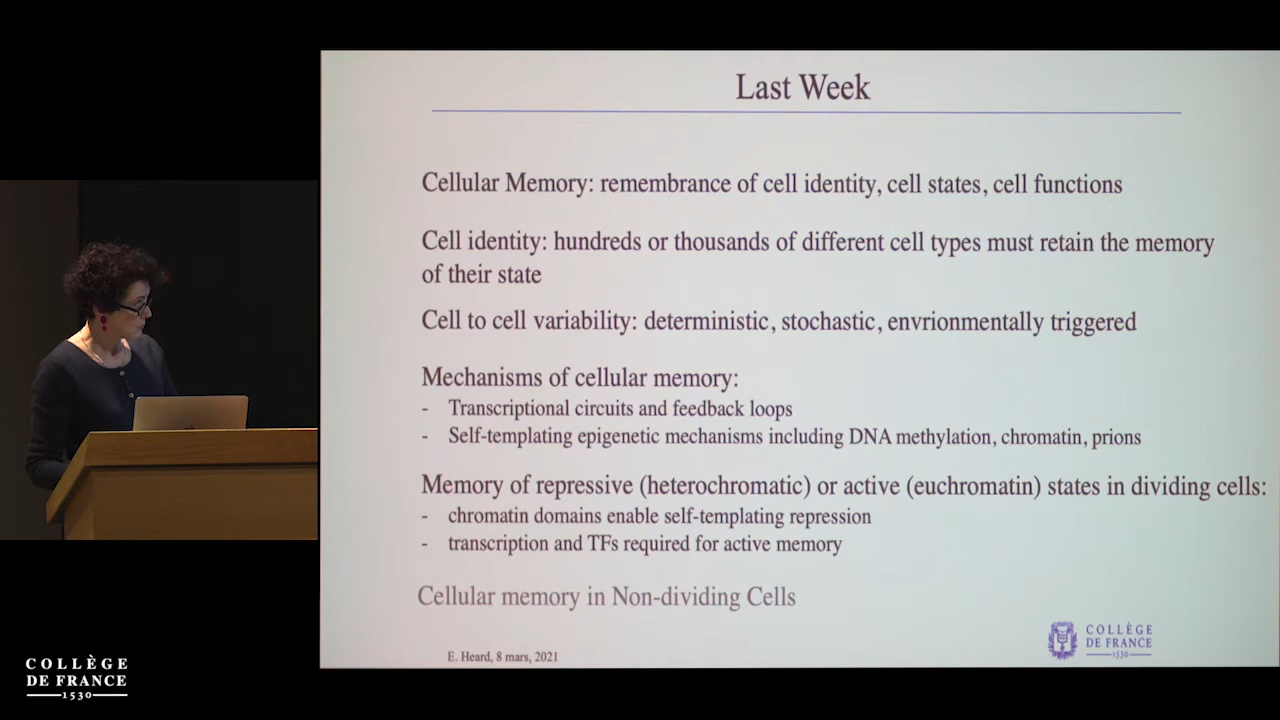 Last Week
Cellular Memory: remembrance of cell identity, cell states, cell functions
Cell identity: hundreds or thousands of different cell types must retain the memory
of their state
Cell to cell variability: deterministic, stochastic, envrionmentally triggered
Mechanisms of cellular memory:
- Transcriptional circuits and feedback loops
- Self-templating epigenetic mechanisms including DNA methylation, chromatin, prions
Memory of repressive (heterochromatic) or active (euchromatin) states in dividing cells:
- chromatin domains enable self-templating repression
- transcription and TFs required for active memory
Cellular memory in Non-dividing Cells
E. Heard, 8 mars, 2021
COLLÈGE
DE FRANCE
1530
COLLÈGE
DE FRANCE
1530